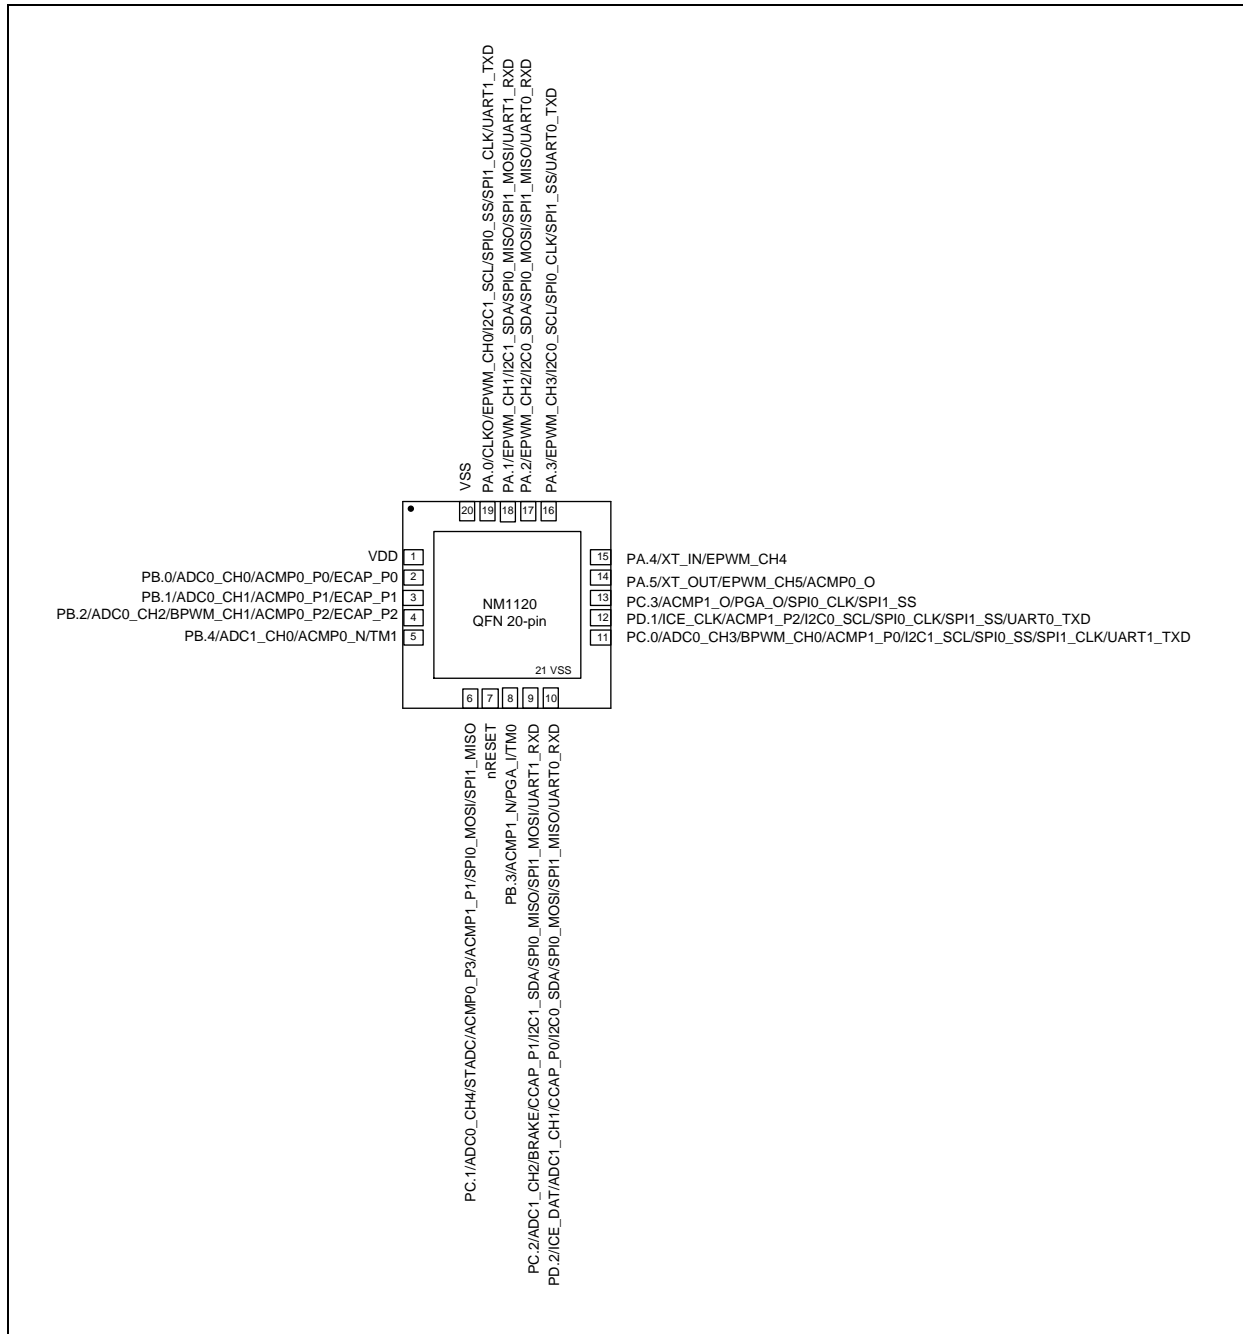 PA.0/CLKO/EPWM_CH0/I2C1_SCL/SPI0_SS/SPI1_CLK/UART1_TXD
PA.1/EPWM_CH1/I2C1_SDA/SPI0_MISO/SPI1_MOSI/UART1_RXD
PA.2/EPWM_CH2/I2C0_SDA/SPI0_MOSI/SPI1_MISO/UART0_RXD
PA.3/EPWM_CH3/I2C0_SCL/SPI0_CLK/SPI1_SS/UART0_TXD
VSS
20 19 18 17 16
VDD 1
PB.0/ADC0_CH0/ACMP0_P0/ECAP_P0 2
PB.1/ADC0_CH1/ACMP0_P1/ECAP_P1 3
PB.2/ADC0_CH2/BPWM_CH1/ACMP0_P2/ECAP_P2 4
PB.4/ADC1_CH0/ACMP0_N/TM1 5
NM1120
QFN 20-pin
21 VSS
15 PA.4/XT_IN/EPWM_CH4
14 PA.5/XT_OUT/EPWM_CH5/ACMP0_O
13 PC.3/ACMP1_O/PGA_O/SPI0_CLK/SPI1_SS
12 PD.1/ICE_CLK/ACMP1_P2/I2C0_SCL/SPI0_CLK/SPI1_SS/UART0_TXD
11 PC.0/ADC0_CH3/BPWM_CH0/ACMP1_P0/I2C1_SCL/SPI0_SS/SPI1_CLK/UART1_TXD
6 7 8 9 10
PC.1/ADC0_CH4/STADC/ACMP0_P3/ACMP1_P1/SPI0_MOSI/SPI1_MISO
nRESET
PB.3/ACMP1_N/PGA_I/TM0
PC.2/ADC1_CH2/BRAKE/CCAP_P1/I2C1_SDA/SPI0_MISO/SPI1_MOSI/UART1_RXD
PD.2/ICE_DAT/ADC1_CH1/CCAP_P0/I2C0_SDA/SPI0_MOSI/SPI1_MISO/UART0_RXD